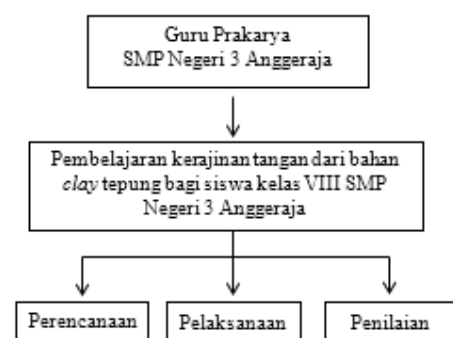 Guru Prakarya
SMP Negeri 3 Anggeraja
Pembelajaran kerajinan tangan dari bahan
clay tepung bagi siswa kelas VIII SMP
Negeri 3 Anggeraja
Perencanaan
Pelaksanaan
Penilaian